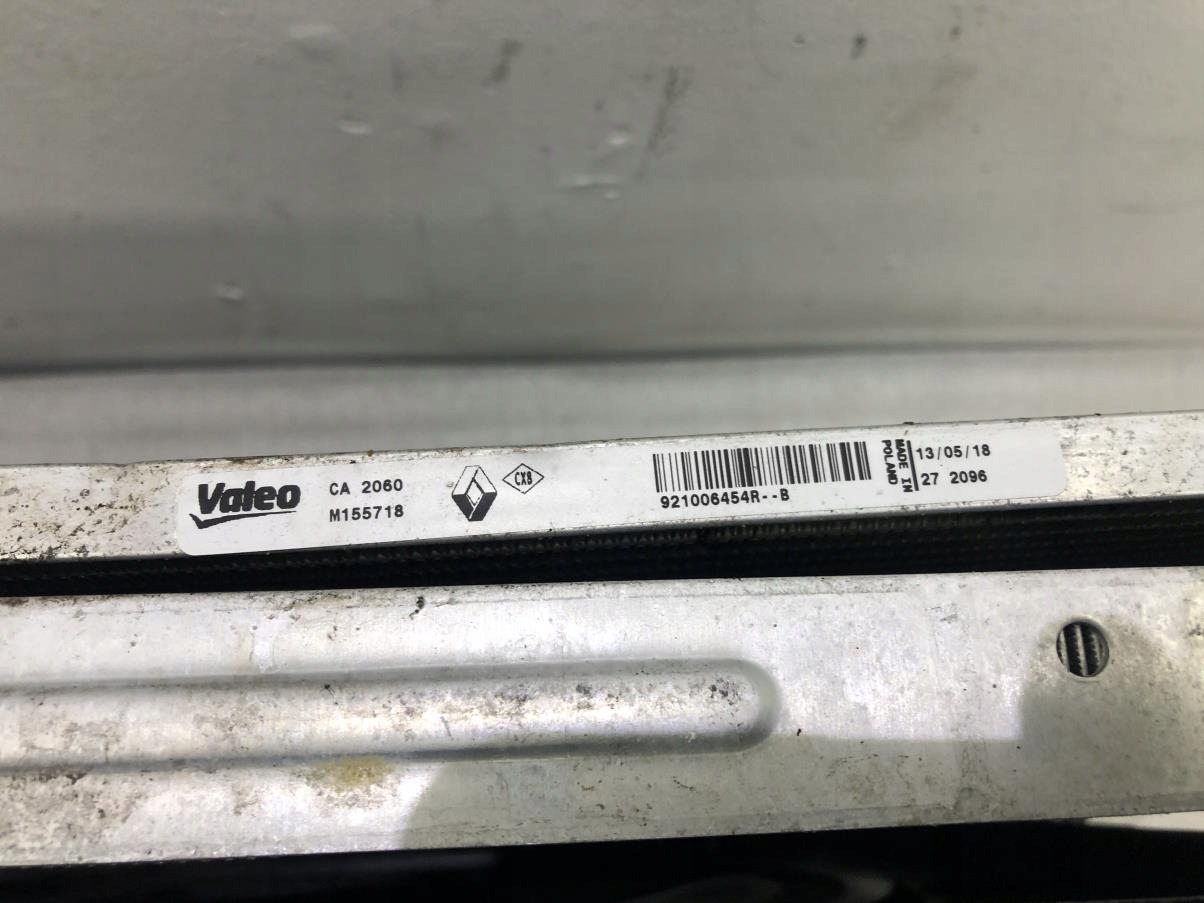 Valeo
CA 2060
M155718
CX8
921006454R--B
MADE IN
POLAND
13/05/18
27 2096